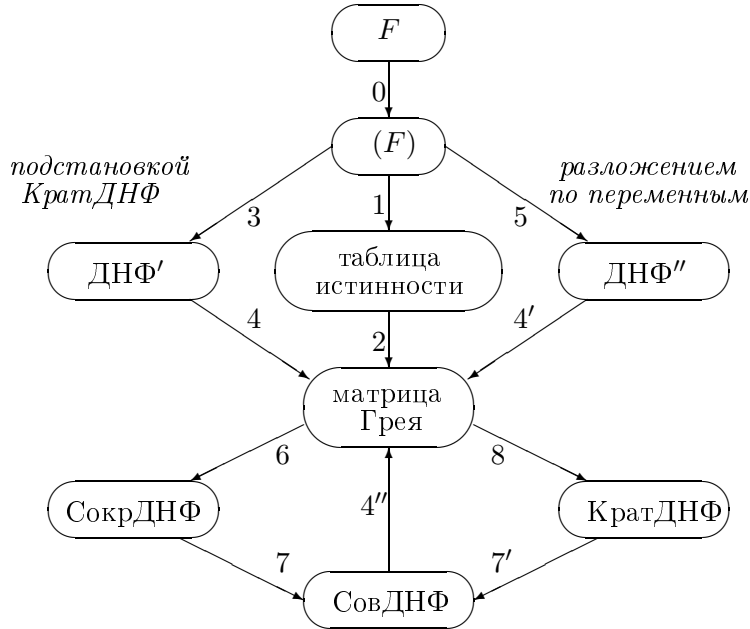 F
0
(F)
подстановкой
КратДНФ
разложением
по переменным
3
1
5
ДНФ′
таблица
истинности
ДНФ″
4
2
4′
матрица
Грея
6
8
СокрДНФ
4″
КратДНФ
7
7′
СовДНФ